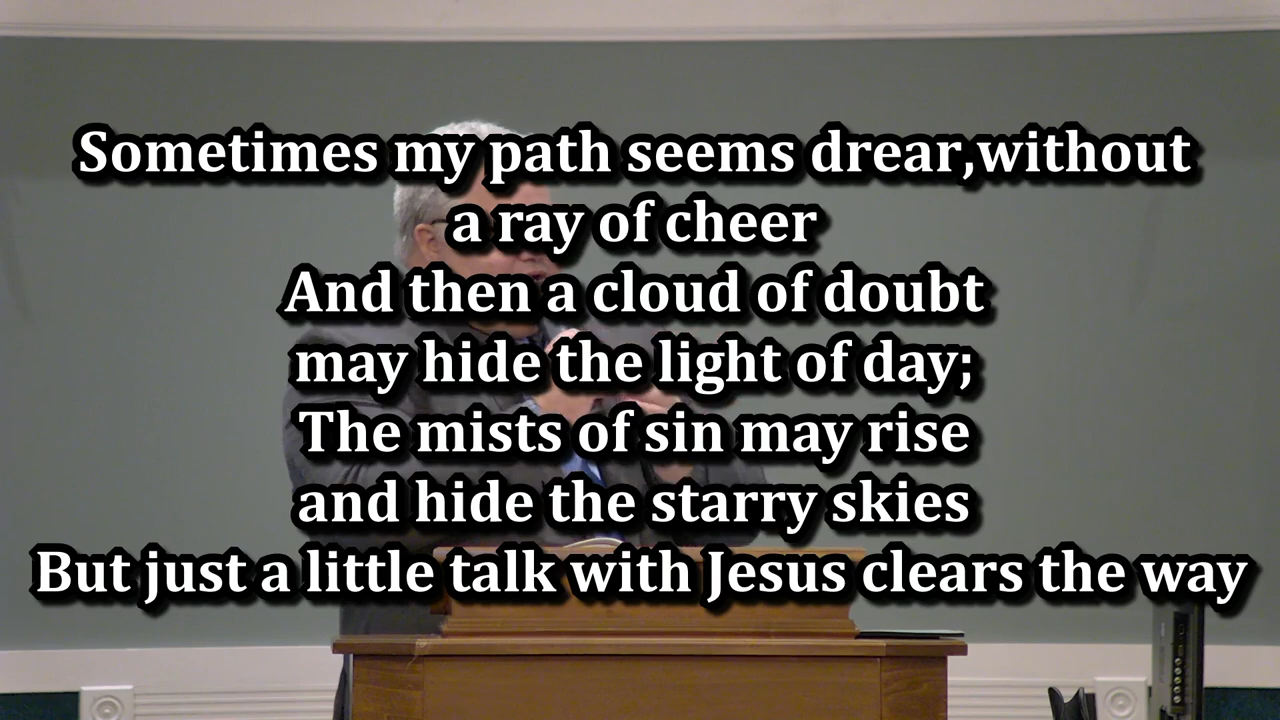 Sometimes my path seems drear,without
a ray of cheer
And then a cloud of doubt
may hide the light of day;
The mists of sin may rise
and hide the starry skies
But just a little talk with Jesus clears the way